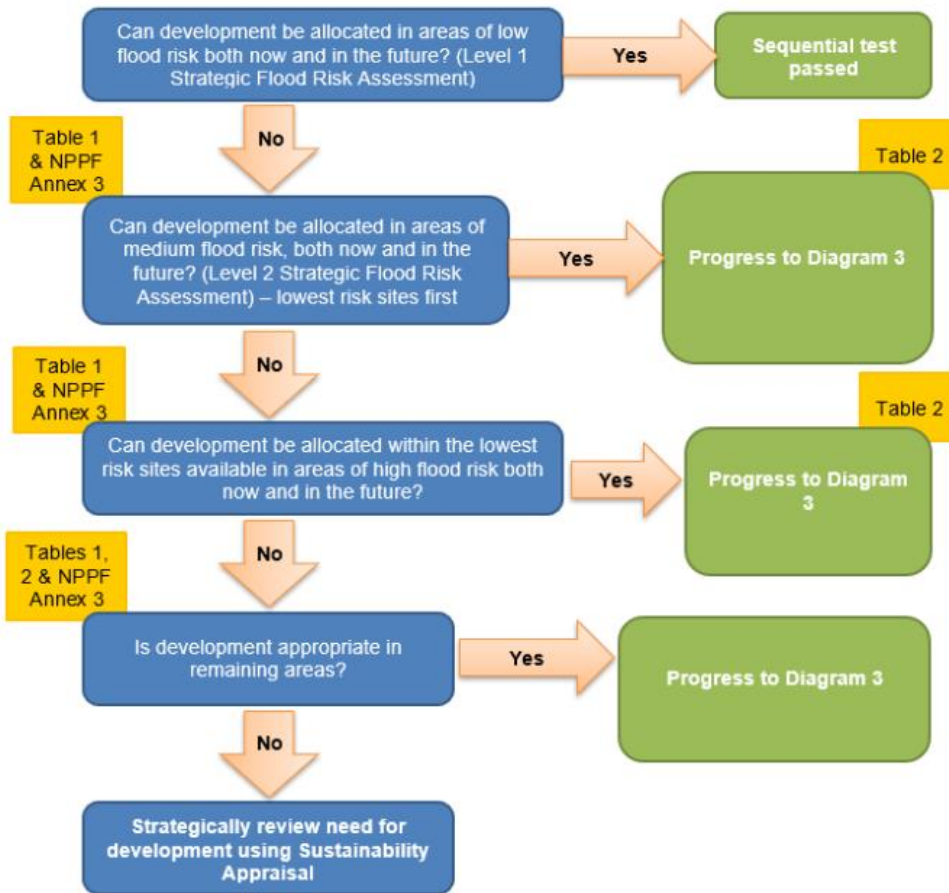 Can development be allocated in areas of low
flood risk both now and in the future? (Level 1
Strategic Flood Risk Assessment)
Yes
Sequential test
passed
No
Table 1
& NPPF
Annex 3
Table 2
Can development be allocated in areas of
medium flood risk, both now and in the
future? (Level 2 Strategic Flood Risk
Assessment) – lowest risk sites first
Yes
Progress to Diagram 3
No
Table 1
& NPPF
Annex 3
Table 2
Can development be allocated within the lowest
risk sites available in areas of high flood risk both
now and in the future?
Yes
Progress to Diagram
3
No
Tables 1,
2 & NPPF
Annex 3
Is development appropriate in
remaining areas?
Yes
Progress to Diagram 3
No
Strategically review need for
development using Sustainability
Appraisal